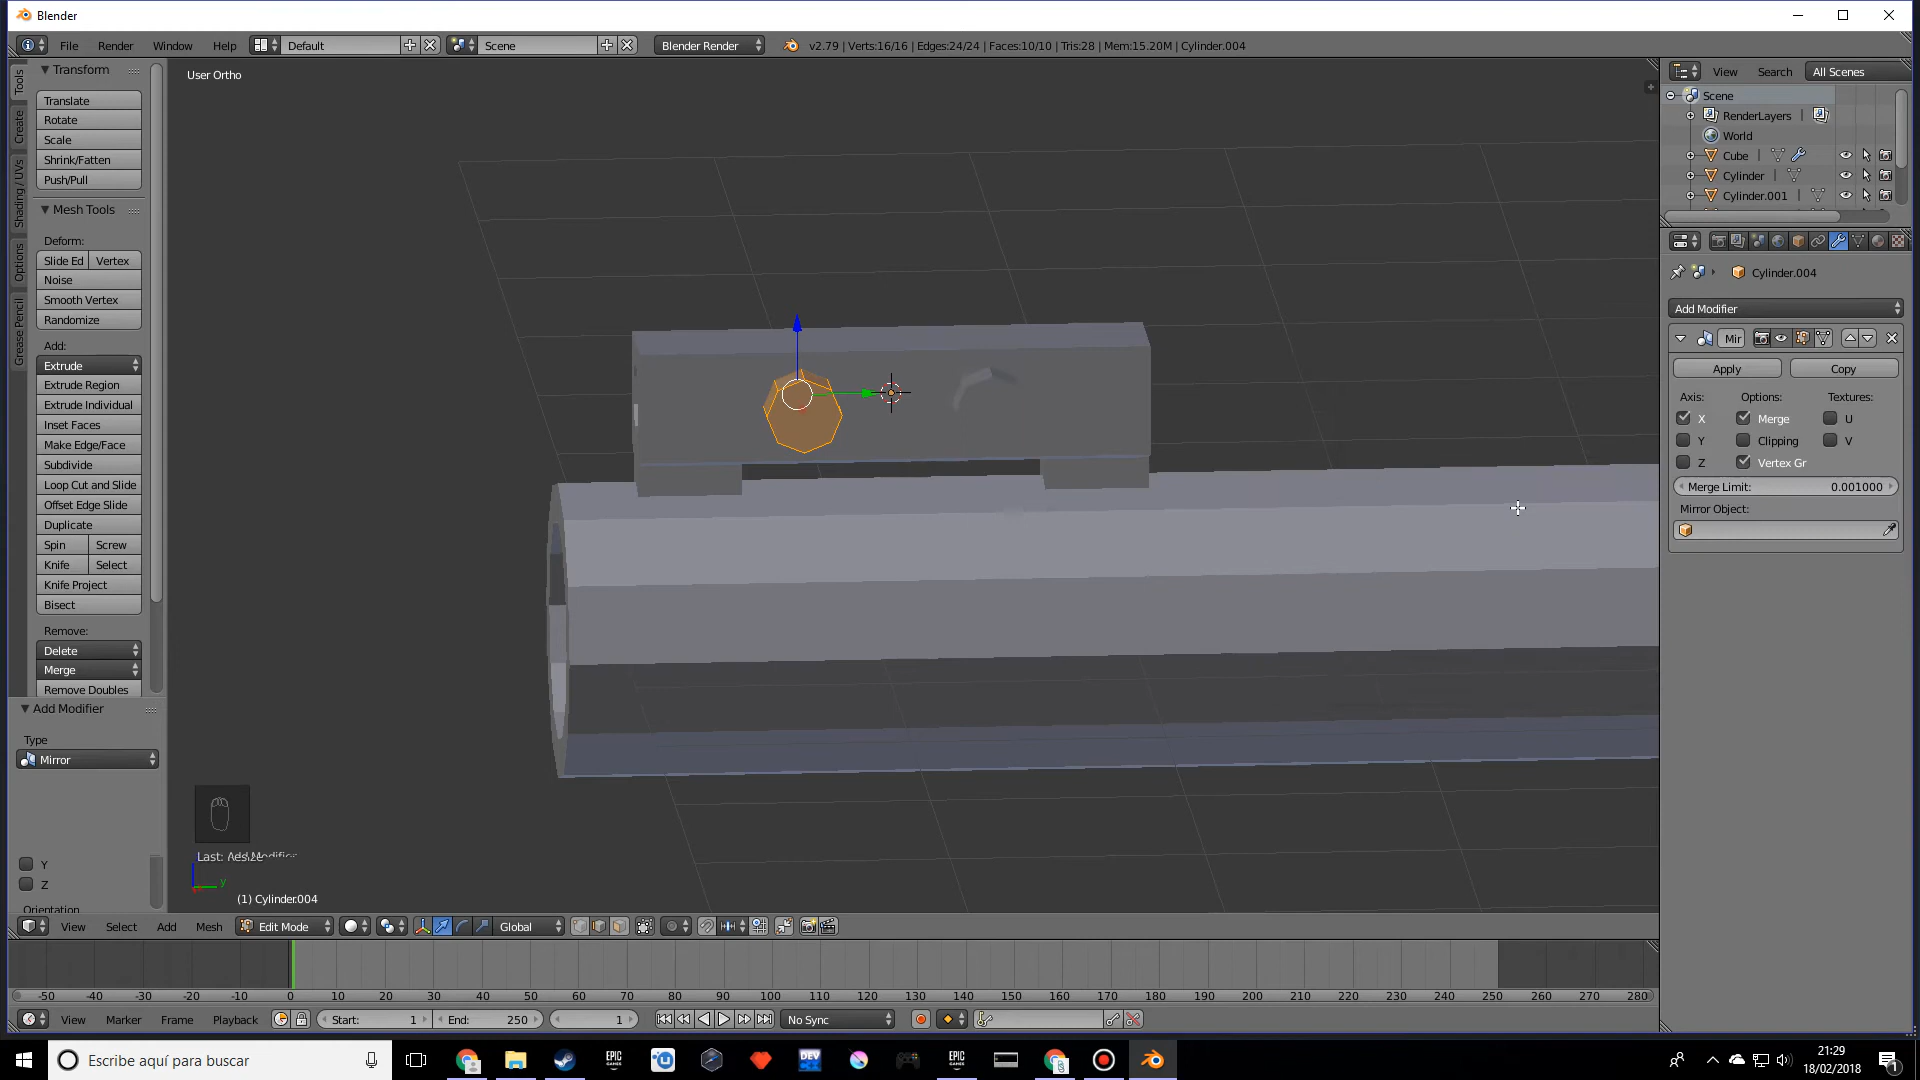 Blender
File Render Window Help Default Scene Blender Render v2.79 | Verts:16/16 | Edges:24/24 | Faces:10/10 | Tris:28 | Mem:15.20M | Cylinder.004
Tools
Create
Shading / UVs
Options
Grease Pencil
Transform
Translate
Rotate
Scale
Shrink/Fatten
Push/Pull
Mesh Tools
Deform:
Slide Ed Vertex
Noise
Smooth Vertex
Randomize
Add:
Extrude
Extrude Region
Extrude Individual
Inset Faces
Make Edge/Face
Subdivide
Loop Cut and Slide
Offset Edge Slide
Duplicate
Spin Screw
Knife Select
Knife Project
Bisect
Remove:
Delete
Merge
Remove Doubles
Add Modifier
Type
Mirror
Y
Z
Orientation
User Ortho
y
(1) Cylinder.004
View Search All Scenes
Scene
RenderLayers |
World
Cube |
Cylinder |
Cylinder.001 |
Cylinder.004
Add Modifier
Mir
Apply Copy
Axis: Options: Textures:
X Merge U
Y Clipping V
Z Vertex Gr
Merge Limit: 0.001000
Mirror Object:
View Select Add Mesh Edit Mode Global
-50 -40 -30 -20 -10 0 10 20 30 40 50 60 70 80 90 100 110 120 130 140 150 160 170 180 190 200 210 220 230 240 250 260 270 280
View Marker Frame Playback Start: 1 End: 250 1 No Sync
Escribe aquí para buscar
EPIC GAMES
DEV
EPIC GAMES
21:29
18/02/2018
1